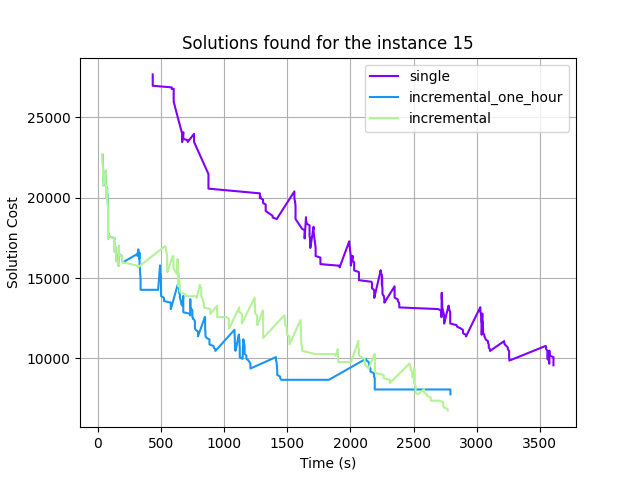 Solutions found for the instance 15
single
incremental_one_hour
incremental
Solution Cost
25000
20000
15000
10000
0 500 1000 1500 2000 2500 3000 3500
Time (s)